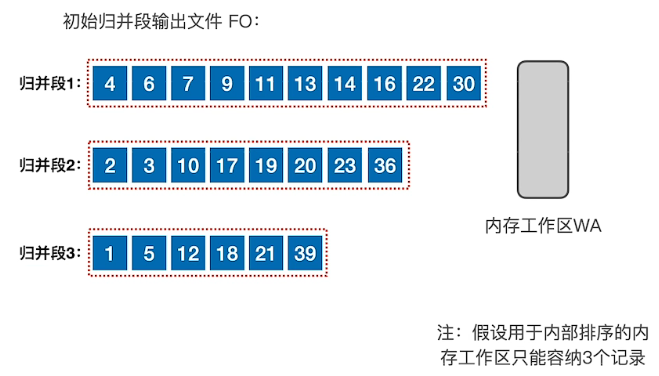 初始归并段输出文件 FO：
归并段1： 4 6 7 9 11 13 14 16 22 30
归并段2： 2 3 10 17 19 20 23 36
归并段3： 1 5 12 18 21 39
内存工作区WA
注：假设用于内部排序的内
存工作区只能容纳3个记录